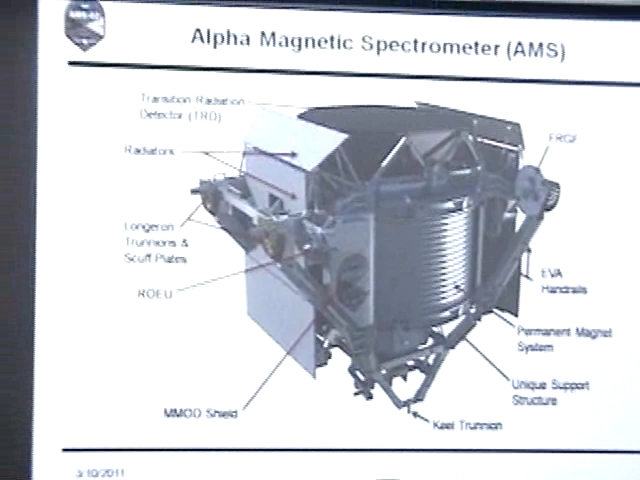 Alpha Magnetic Spectrometer (AMS)
Transition Radiation
Detector (TRD)
Radiators
Longeron
Trunnions &
Scuff Plates
ROEU
MMOD Shield
FRGF
EVA
Handrails
Permanent Magnet
System
Unique Support
Structure
Keel Trunnion